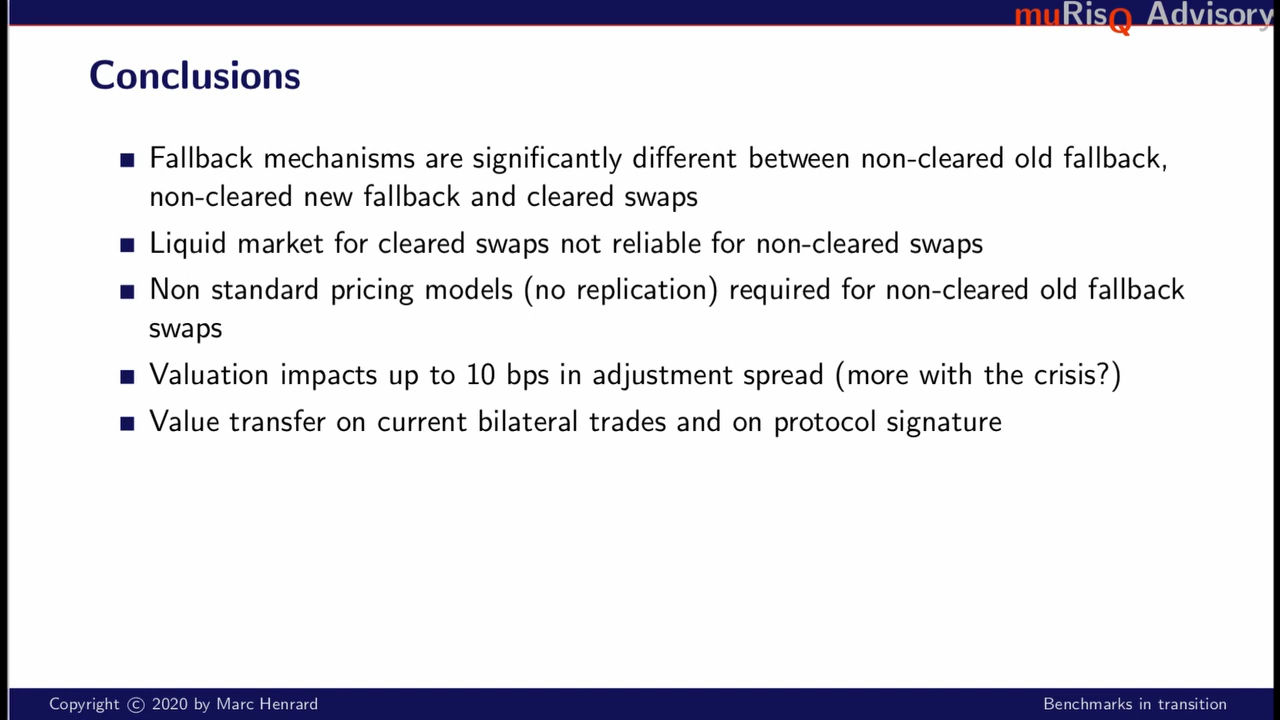 muRisQ Advisory
Conclusions
Fallback mechanisms are significantly different between non-cleared old fallback,
non-cleared new fallback and cleared swaps
Liquid market for cleared swaps not reliable for non-cleared swaps
Non standard pricing models (no replication) required for non-cleared old fallback
swaps
Valuation impacts up to 10 bps in adjustment spread (more with the crisis?)
Value transfer on current bilateral trades and on protocol signature
Copyright © 2020 by Marc Henrard
Benchmarks in transition